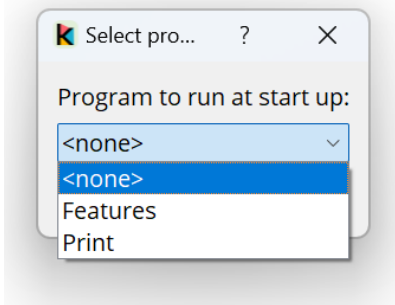 Select pro... ?
Program to run at start up:
<none>
<none>
Features
Print